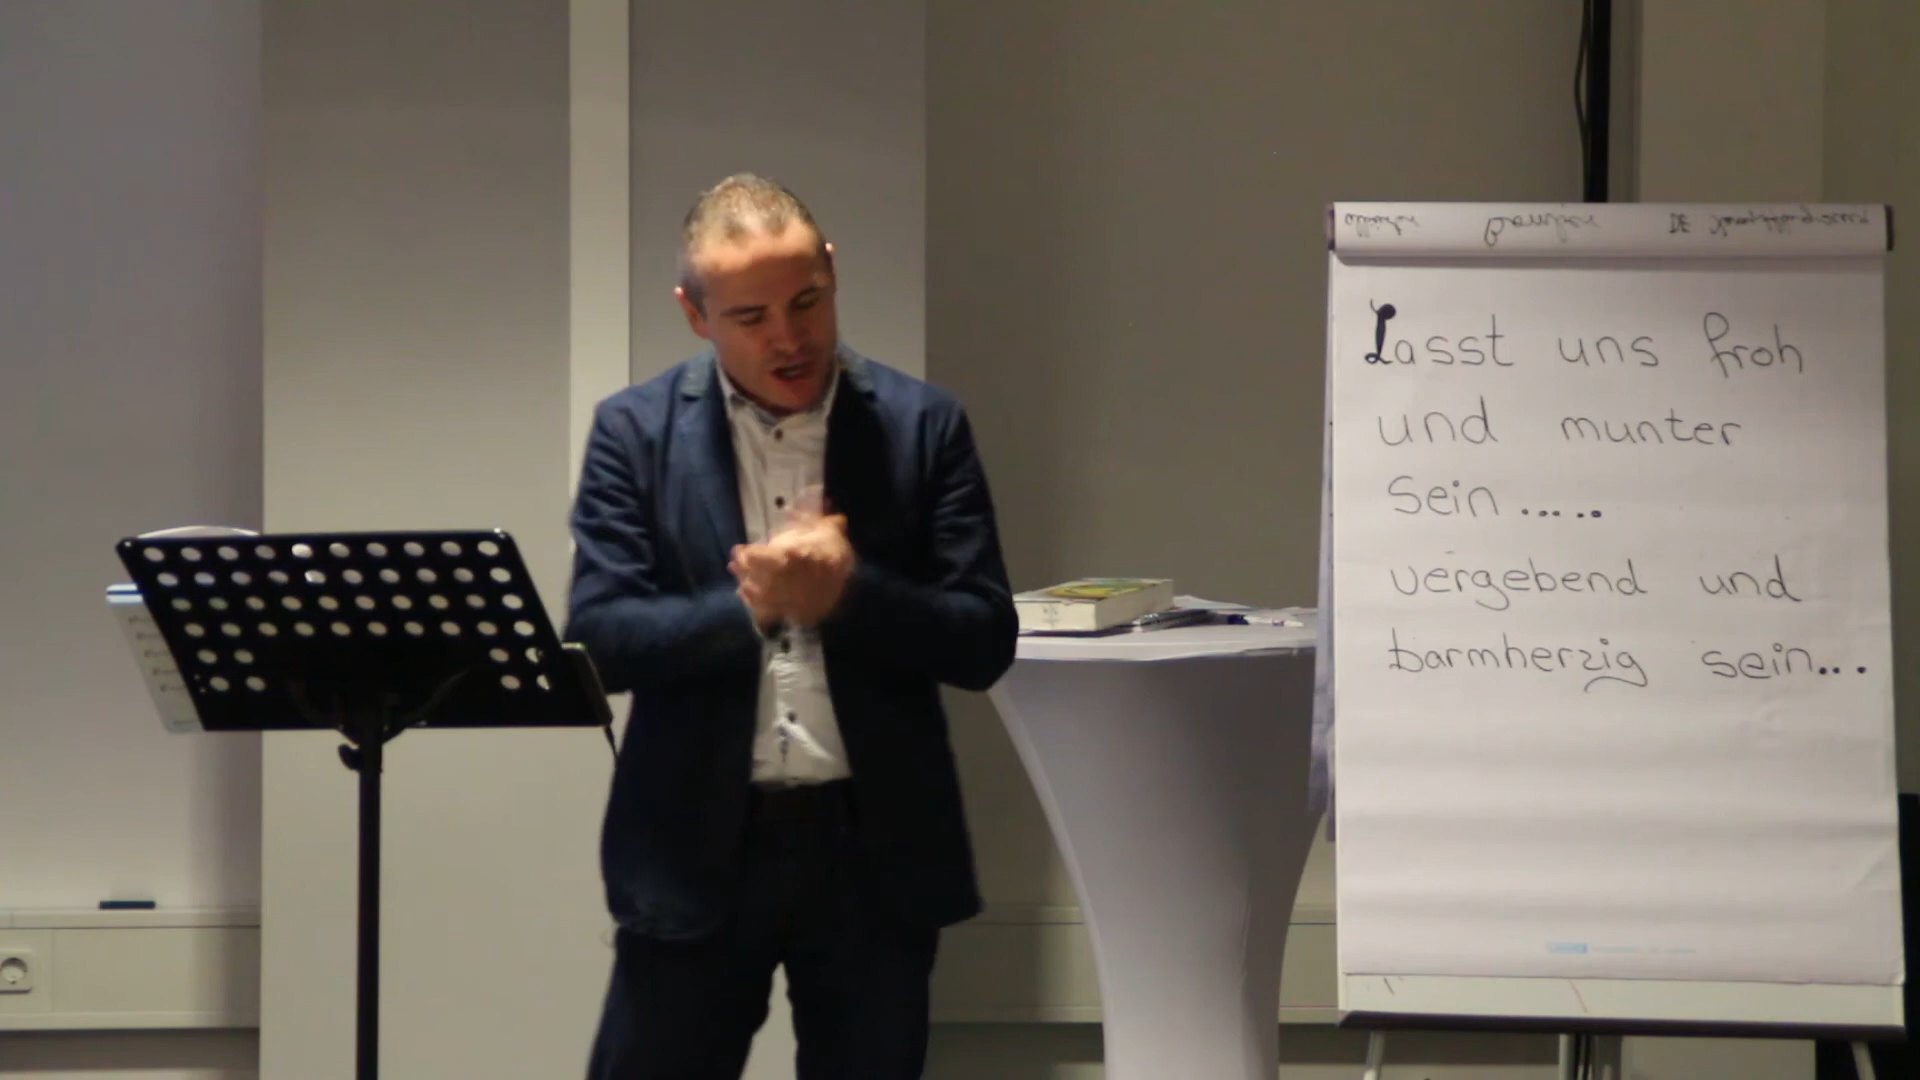 Lasst uns froh
und munter
sein.....
vergebend und
barmherzig sein...